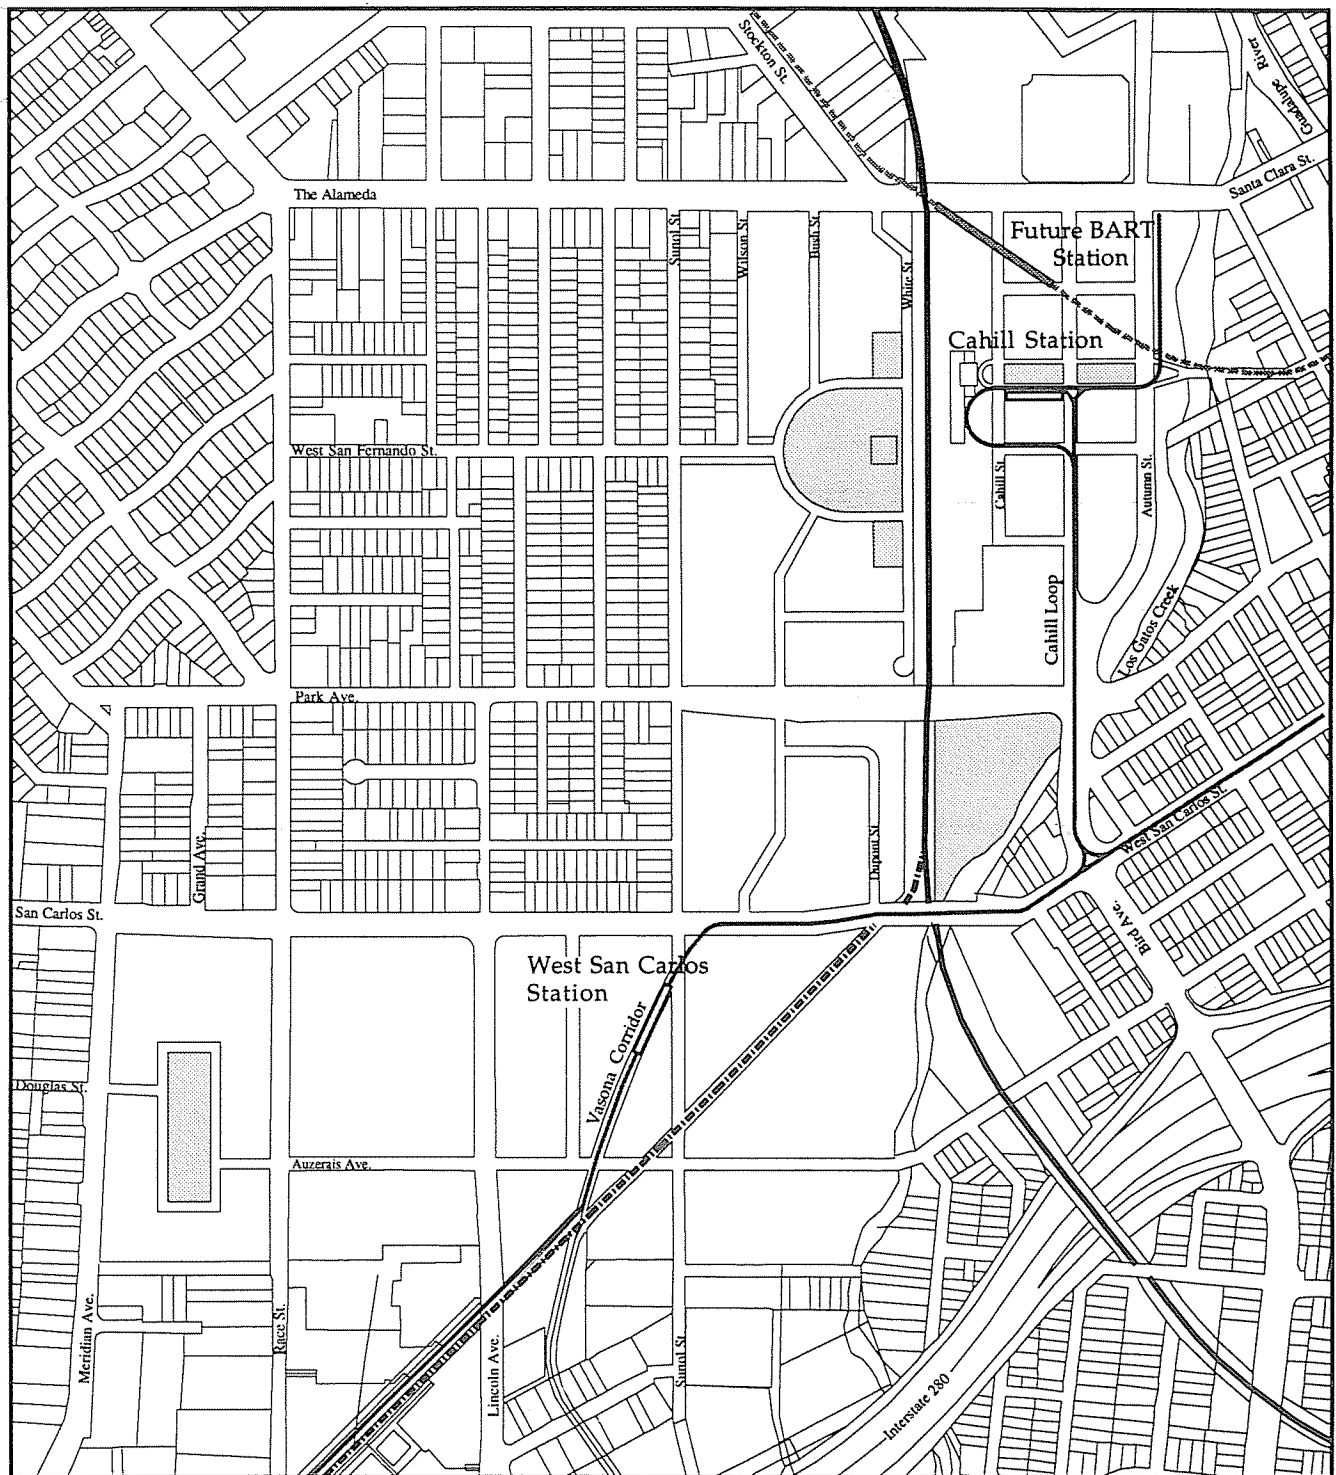 Stockton St.
Guadalupe River
The Alameda
Santa Clara St.
Sunol St.
Wilson St.
Bush St.
White St.
Future BART
Station
Cahill Station
West San Fernando St.
Cahill St.
Autumn St.
Cahill Loop
Los Gatos Creek
Park Ave.
Grand Ave.
Dupont St.
West San Carlos St.
San Carlos St.
Bird Ave.
West San Carlos
Station
Vasona Corridor
Douglas St.
Auzerais Ave.
Meridian Ave.
Race St.
Lincoln Ave.
Sunol St.
Interstate 280